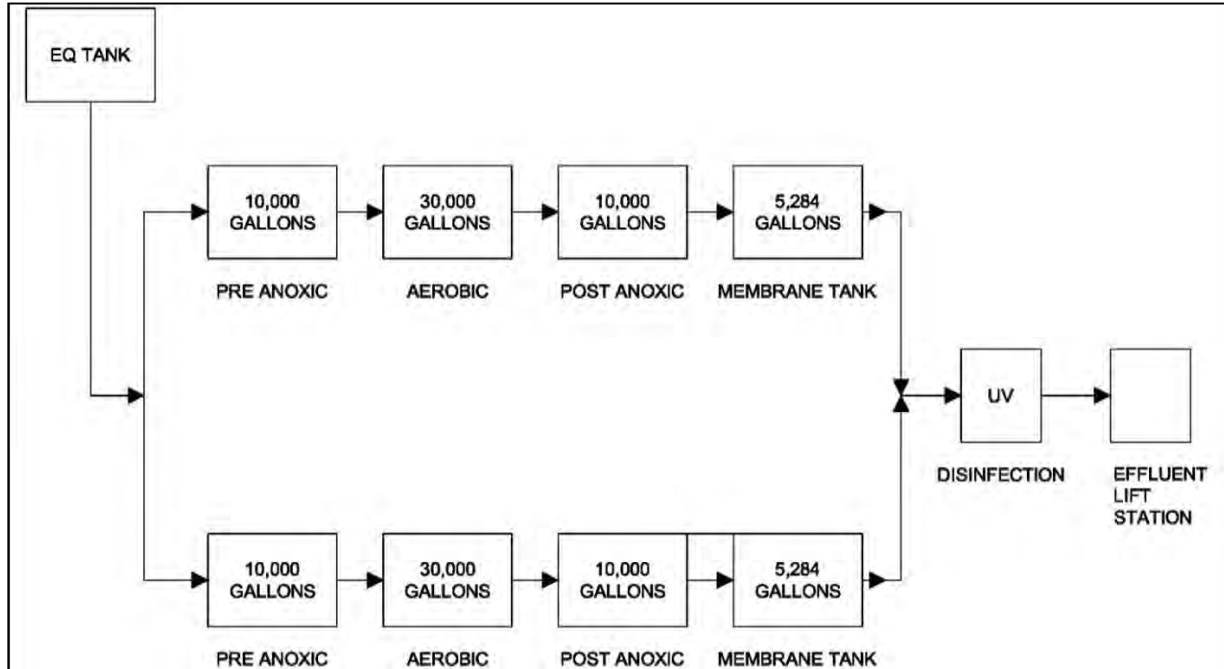 EQ TANK
10,000
GALLONS
30,000
GALLONS
10,000
GALLONS
5,284
GALLONS
PRE ANOXIC
AEROBIC
POST ANOXIC
MEMBRANE TANK
UV
DISINFECTION
EFFLUENT
LIFT
STATION
10,000
GALLONS
30,000
GALLONS
10,000
GALLONS
5,284
GALLONS
PRE ANOXIC
AEROBIC
POST ANOXIC
MEMBRANE TANK